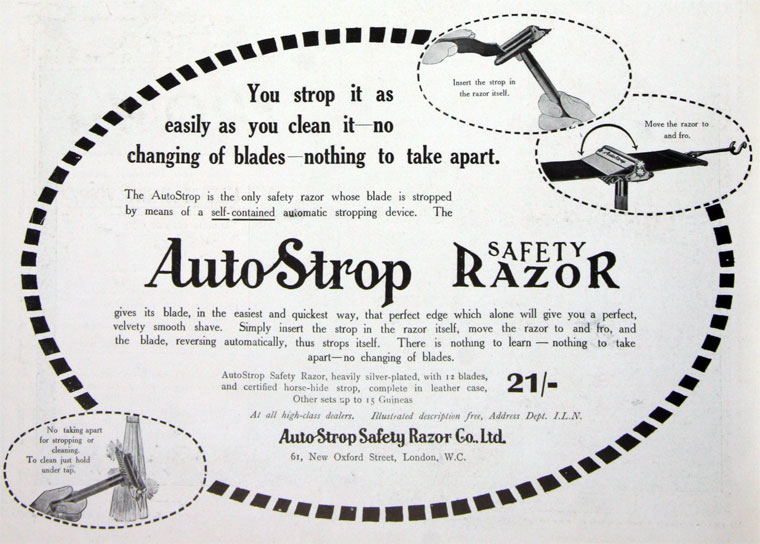 You strop it as
easily as you clean it—no
changing of blades—nothing to take apart.
Insert the strop in
the razor itself.
Move the razor to
and fro.
AutoStrop
The AutoStrop is the only safety razor whose blade is stropped
by means of a self-contained automatic stropping device. The
AutoStrop SAFETY
RAZOR
gives its blade, in the easiest and quickest way, that perfect edge which alone will give you a perfect,
velvety smooth shave. Simply insert the strop in the razor itself, move the razor to and fro, and
the blade, reversing automatically, thus strops itself. There is nothing to learn — nothing to take
apart—no changing of blades.
AutoStrop Safety Razor, heavily silver-plated, with 12 blades,
and certified horse-hide strop, complete in leather case,
Other sets up to 15 Guineas
21/-
At all high-class dealers. Illustrated description free, Address Dept. I.L.N.
AutoStrop Safety Razor Co., Ltd.
61, New Oxford Street, London, W.C.
No taking apart
for stropping or
cleaning.
To clean just hold
under tap.